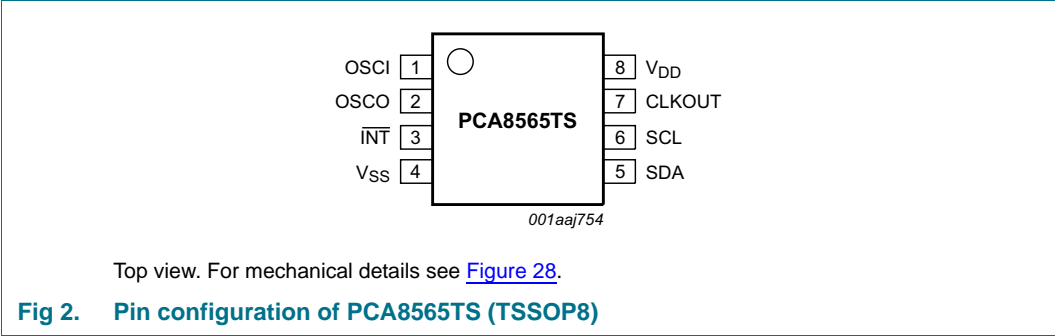 OSCI 1 8 VDD
OSCO 2 7 CLKOUT
PCA8565TS
INT 3 6 SCL
VSS 4 5 SDA
001aaj754
Top view. For mechanical details see Figure 28.
Fig 2. Pin configuration of PCA8565TS (TSSOP8)